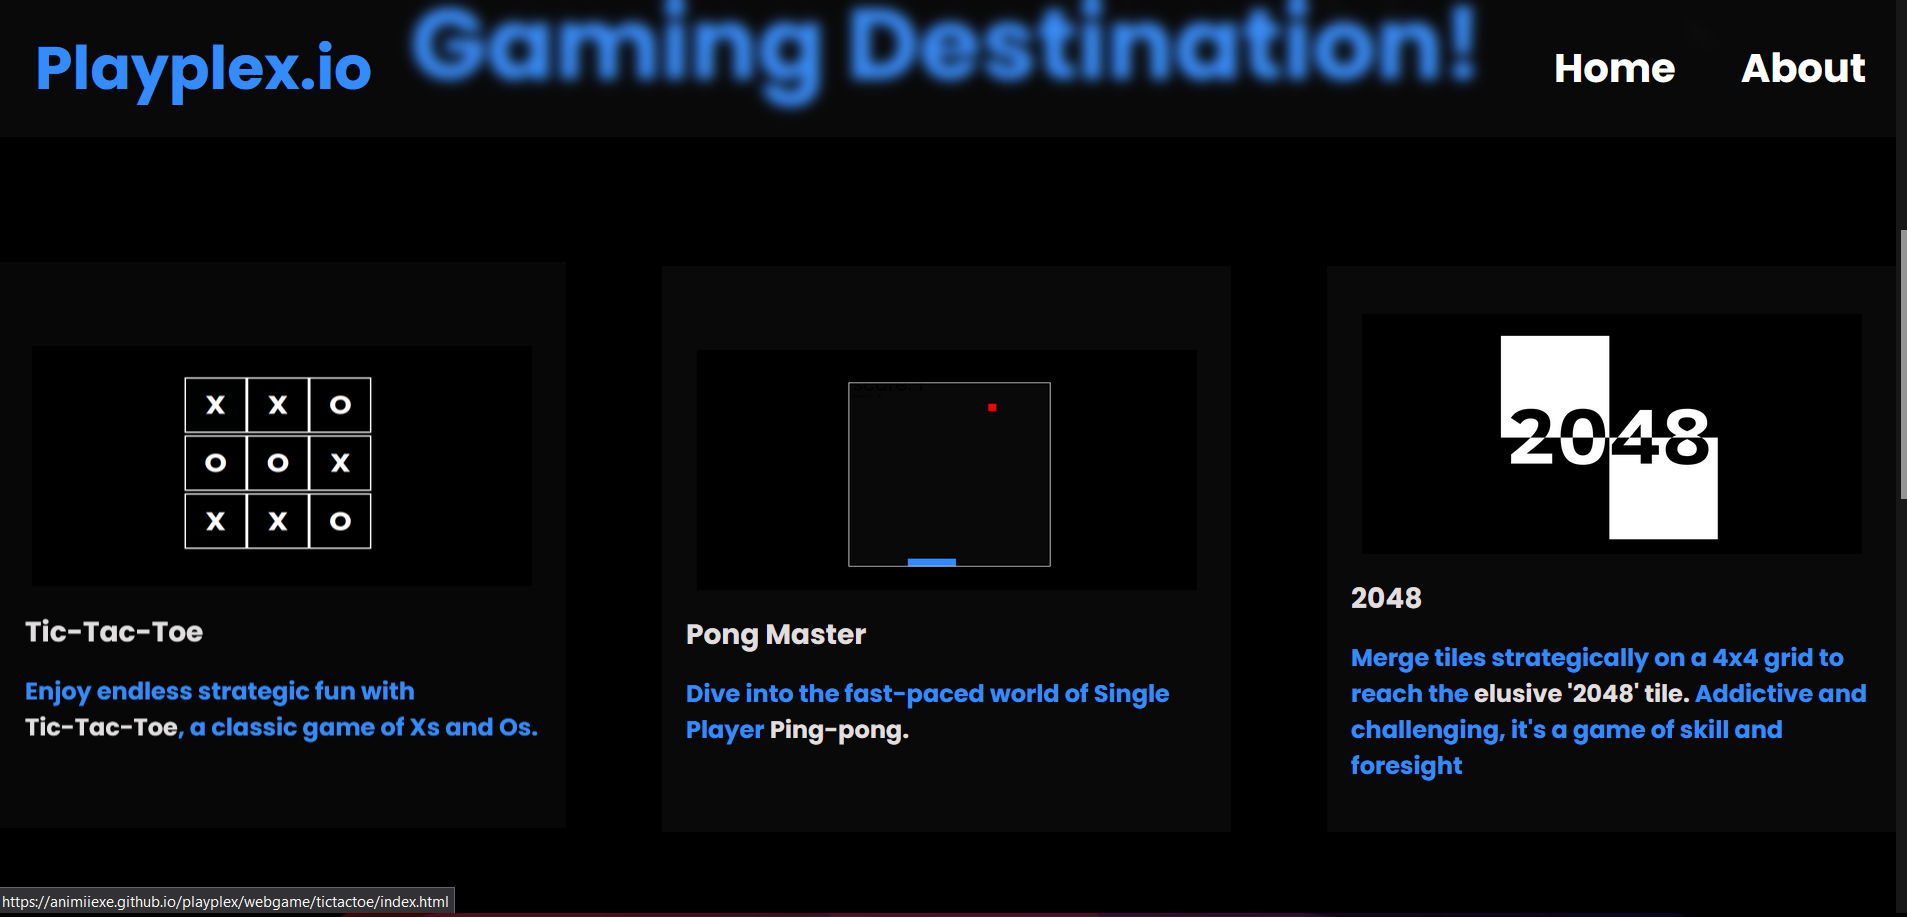 Gaming Destination!
Playplex.io
Home About
X X O
O O X
X X O
Tic-Tac-Toe
Enjoy endless strategic fun with
Tic-Tac-Toe, a classic game of Xs and Os.
Pong Master
Dive into the fast-paced world of Single
Player Ping-pong.
2048
2048
Merge tiles strategically on a 4x4 grid to
reach the elusive '2048' tile. Addictive and
challenging, it's a game of skill and
foresight
https://animiiexe.github.io/playplex/webgame/tictactoe/index.html